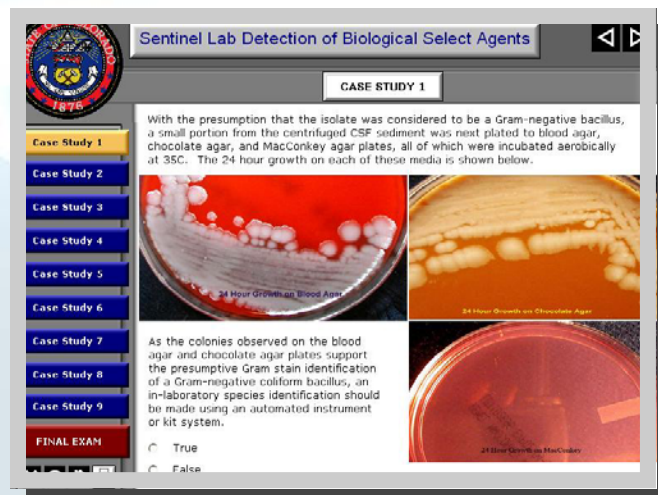 STATE OF COLORADO
1876
Sentinel Lab Detection of Biological Select Agents
CASE STUDY 1
Case Study 1
Case Study 2
Case Study 3
Case Study 4
Case Study 5
Case Study 6
Case Study 7
Case Study 8
Case Study 9
FINAL EXAM
With the presumption that the isolate was considered to be a Gram-negative bacillus,
a small portion from the centrifuged CSF sediment was next plated to blood agar,
chocolate agar, and MacConkey agar plates, all of which were incubated aerobically
at 35C. The 24 hour growth on each of these media is shown below.
24 Hour Growth on Blood Agar
24 Hour Growth on Chocolate Agar
As the colonies observed on the blood
agar and chocolate agar plates support
the presumptive Gram stain identification
of a Gram-negative coliform bacillus, an
in-laboratory species identification should
be made using an automated instrument
or kit system.
True
False
24 Hour Growth on MacConkey